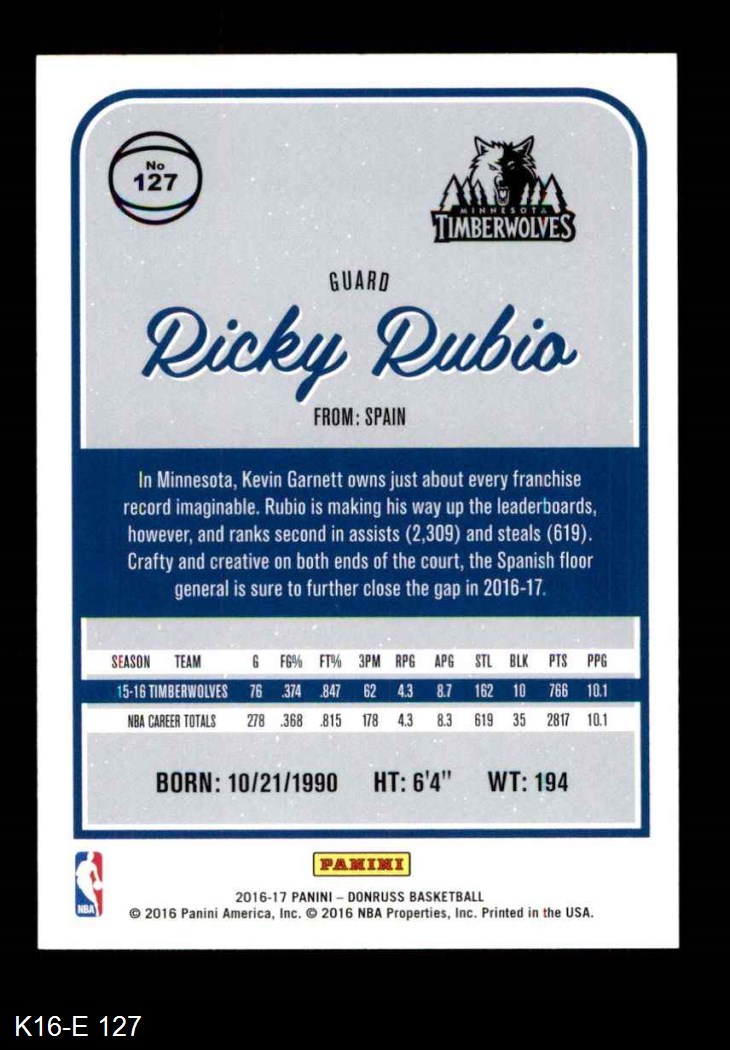 No
127
MINNESOTA
TIMBERWOLVES
GUARD
Ricky Rubio
FROM: SPAIN
In Minnesota, Kevin Garnett owns just about every franchise
record imaginable. Rubio is making his way up the leaderboards,
however, and ranks second in assists (2,309) and steals (619).
Crafty and creative on both ends of the court, the Spanish floor
general is sure to further close the gap in 2016-17.
SEASON TEAM G FG% FT% 3PM RPG APG STL BLK PTS PPG
15-16 TIMBERWOLVES 76 .374 .847 62 4.3 8.7 162 10 766 10.1
NBA CAREER TOTALS 278 .368 .815 178 4.3 8.3 619 35 2817 10.1
BORN: 10/21/1990 HT: 6'4" WT: 194
PANINI
NBA
2016-17 PANINI – DONRUSS BASKETBALL
© 2016 Panini America, Inc. © 2016 NBA Properties, Inc. Printed in the USA.
K16-E 127